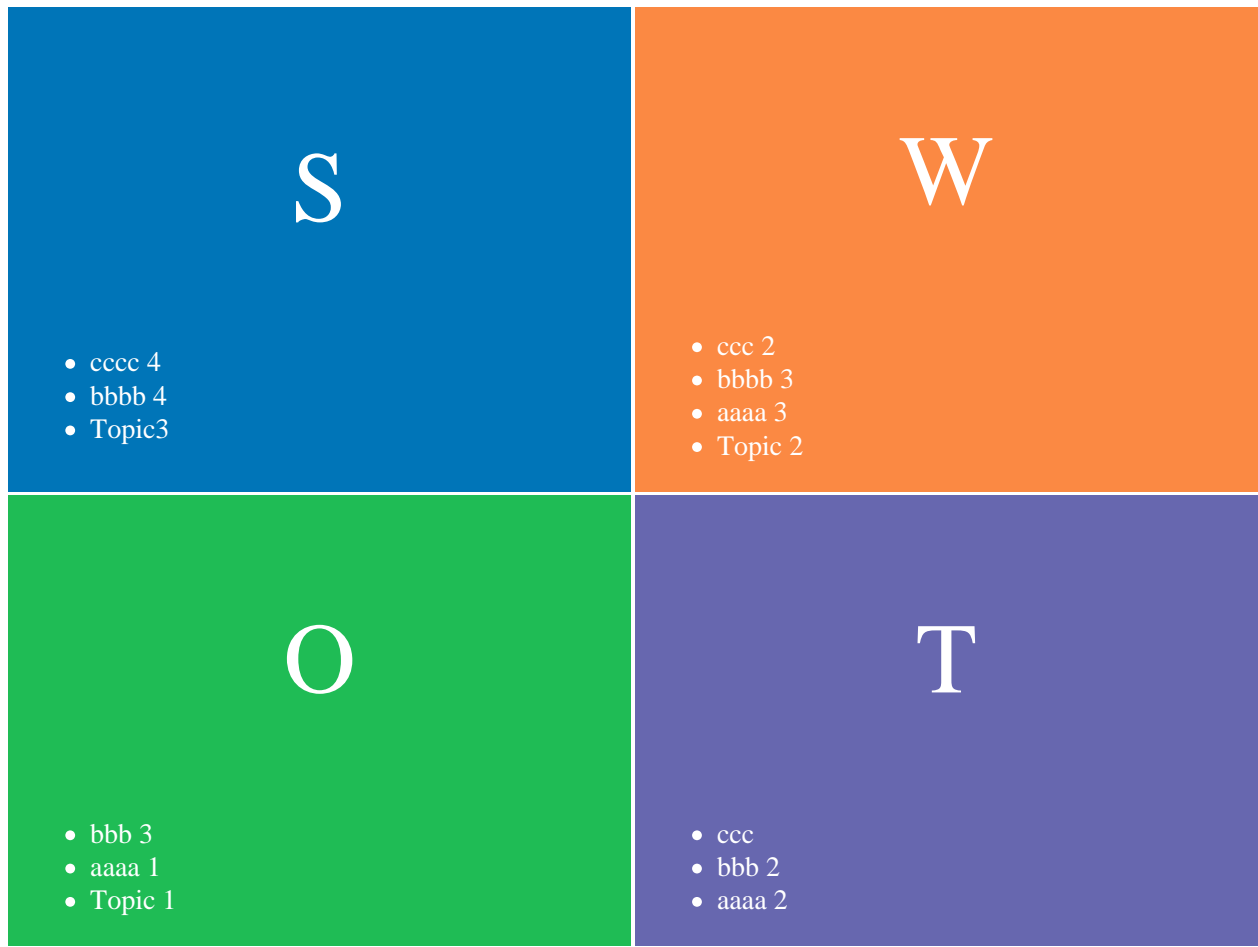 S
• cccc 4
• bbbb 4
• Topic3
W
• ccc 2
• bbbb 3
• aaaa 3
• Topic 2
O
• bbb 3
• aaaa 1
• Topic 1
T
• ccc
• bbb 2
• aaaa 2